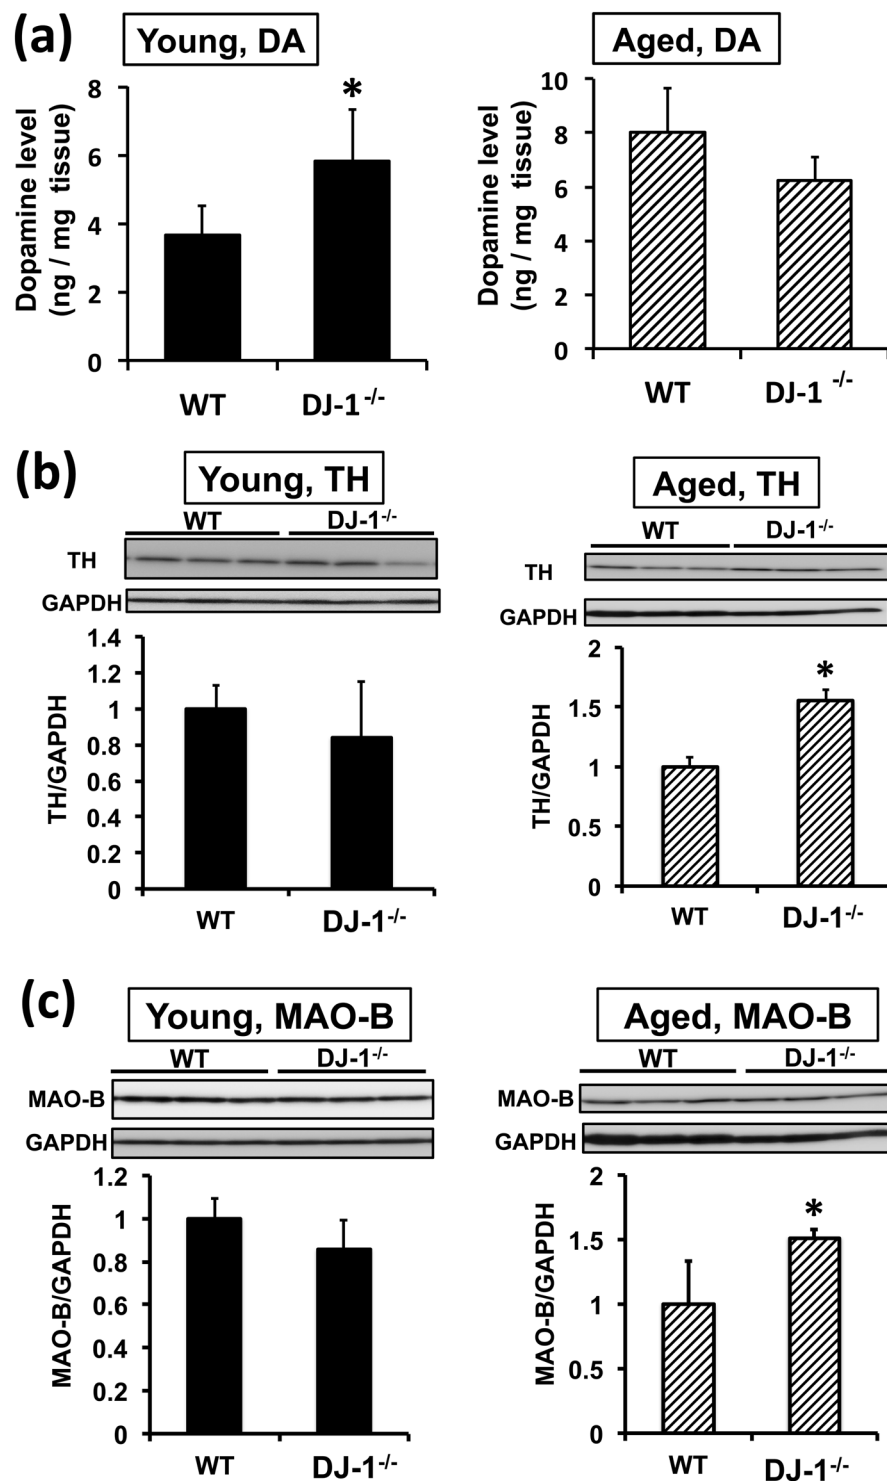 (a)
Young, DA
Dopamine level
(ng / mg tissue)
8
6
4
2
0
*
WT
DJ-1 -/-
Aged, DA
Dopamine level
(ng / mg tissue)
10
8
6
4
2
0
WT
DJ-1 -/-
(b)
Young, TH
WT
DJ-1-/-
TH
GAPDH
TH/GAPDH
1.4
1.2
1
0.8
0.6
0.4
0.2
0
WT
DJ-1-/-
Aged, TH
WT
DJ-1-/-
TH
GAPDH
TH/GAPDH
2
1.5
1
0.5
0
*
WT
DJ-1-/-
(c)
Young, MAO-B
WT
DJ-1-/-
MAO-B
GAPDH
MAO-B/GAPDH
1.2
1
0.8
0.6
0.4
0.2
0
WT
DJ-1-/-
Aged, MAO-B
WT
DJ-1-/-
MAO-B
GAPDH
MAO-B/GAPDH
2
1.5
1
0.5
0
*
WT
DJ-1-/-